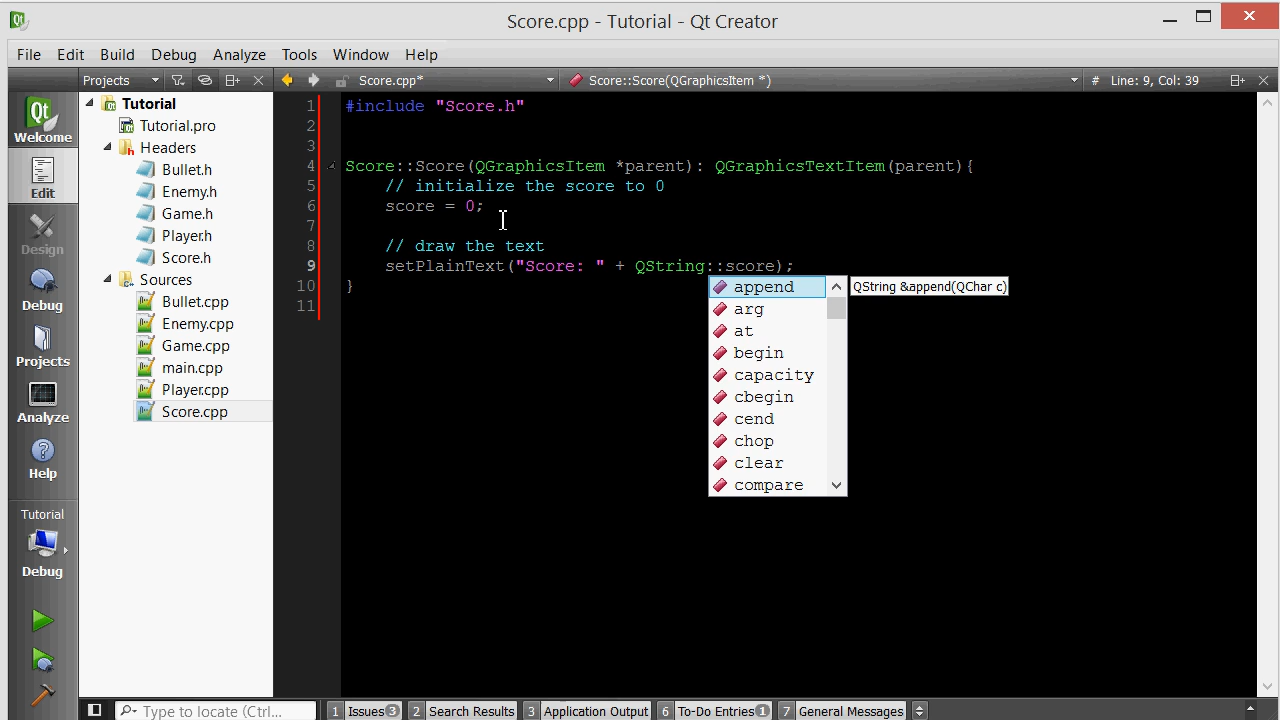 Score.cpp - Tutorial - Qt Creator
File Edit Build Debug Analyze Tools Window Help
Projects
Score.cpp*
Score::Score(QGraphicsItem *)
# Line: 9, Col: 39
Qt
Welcome
Edit
Design
Debug
Projects
Analyze
Help
Tutorial
Debug
Tutorial
Tutorial.pro
Headers
Bullet.h
Enemy.h
Game.h
Player.h
Score.h
Sources
Bullet.cpp
Enemy.cpp
Game.cpp
main.cpp
Player.cpp
Score.cpp
1 #include "Score.h"
2
3
4 Score::Score(QGraphicsItem *parent): QGraphicsTextItem(parent){
5 // initialize the score to 0
6 score = 0;
7
8 // draw the text
9 setPlainText("Score: " + QString::score);
10 }
11
append
QString &append(QChar c)
arg
at
begin
capacity
cbegin
cend
chop
clear
compare
Type to locate (Ctrl...
1 Issues 3
2 Search Results
3 Application Output
6 To-Do Entries 1
7 General Messages